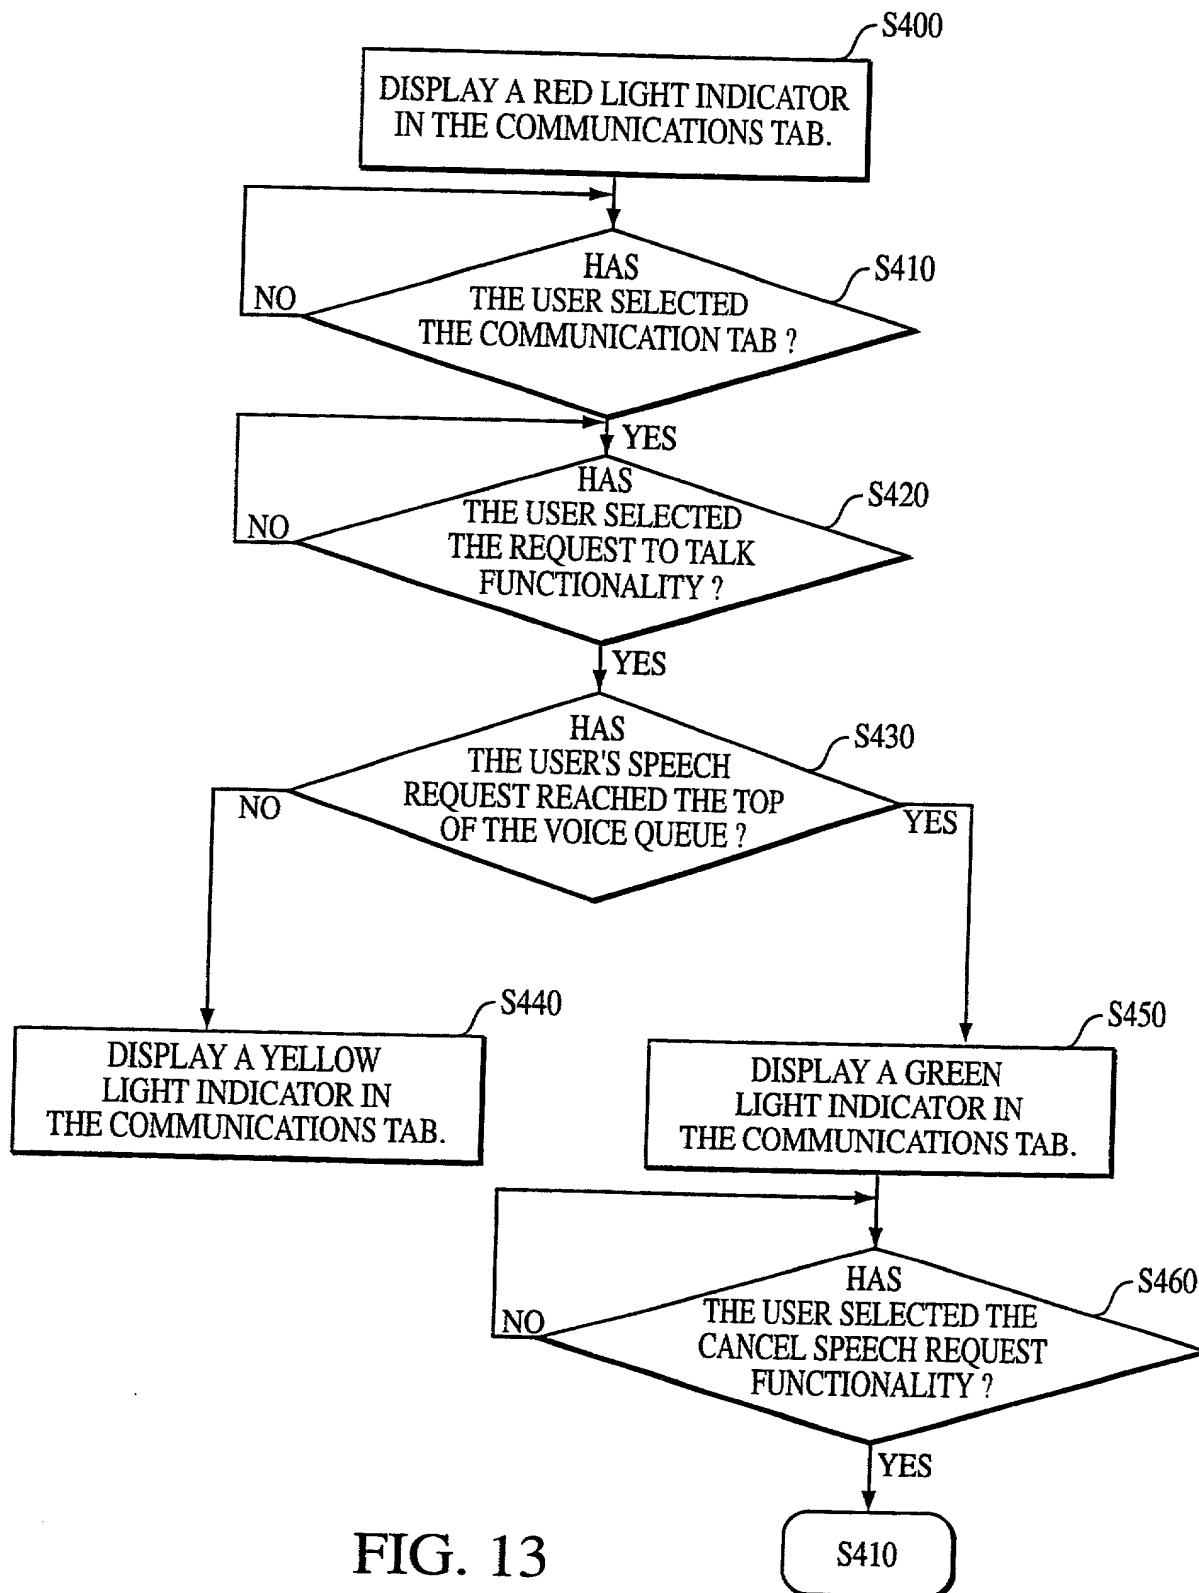 S400
DISPLAY A RED LIGHT INDICATOR
IN THE COMMUNICATIONS TAB.
S410
HAS
THE USER SELECTED
THE COMMUNICATION TAB ?
NO
YES
S420
HAS
THE USER SELECTED
THE REQUEST TO TALK
FUNCTIONALITY ?
NO
YES
S430
HAS
THE USER'S SPEECH
REQUEST REACHED THE TOP
OF THE VOICE QUEUE ?
NO
YES
S440
DISPLAY A YELLOW
LIGHT INDICATOR IN
THE COMMUNICATIONS TAB.
S450
DISPLAY A GREEN
LIGHT INDICATOR IN
THE COMMUNICATIONS TAB.
S460
HAS
THE USER SELECTED THE
CANCEL SPEECH REQUEST
FUNCTIONALITY ?
NO
YES
S410
FIG. 13